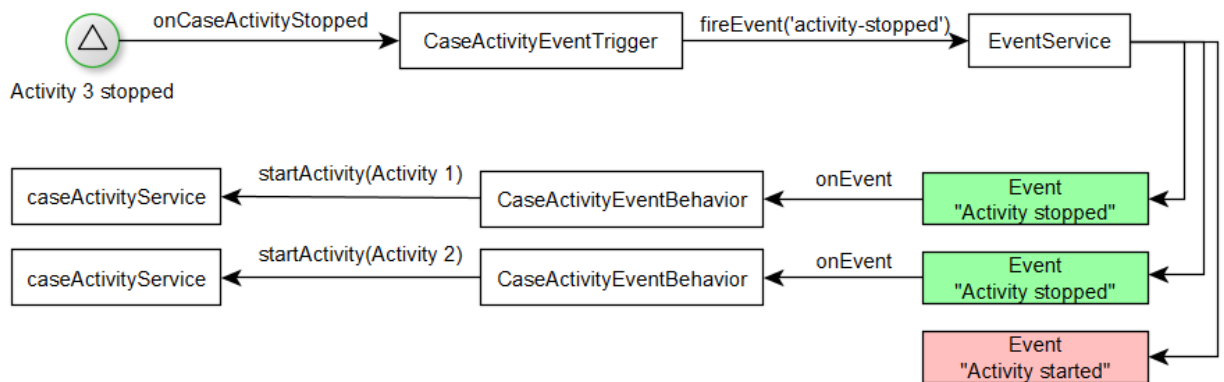 onCaseActivityStopped
CaseActivityEventTrigger
fireEvent('activity-stopped')
EventService
Activity 3 stopped
caseActivityService
startActivity(Activity 1)
CaseActivityEventBehavior
onEvent
Event
"Activity stopped"
caseActivityService
startActivity(Activity 2)
CaseActivityEventBehavior
onEvent
Event
"Activity stopped"
Event
"Activity started"